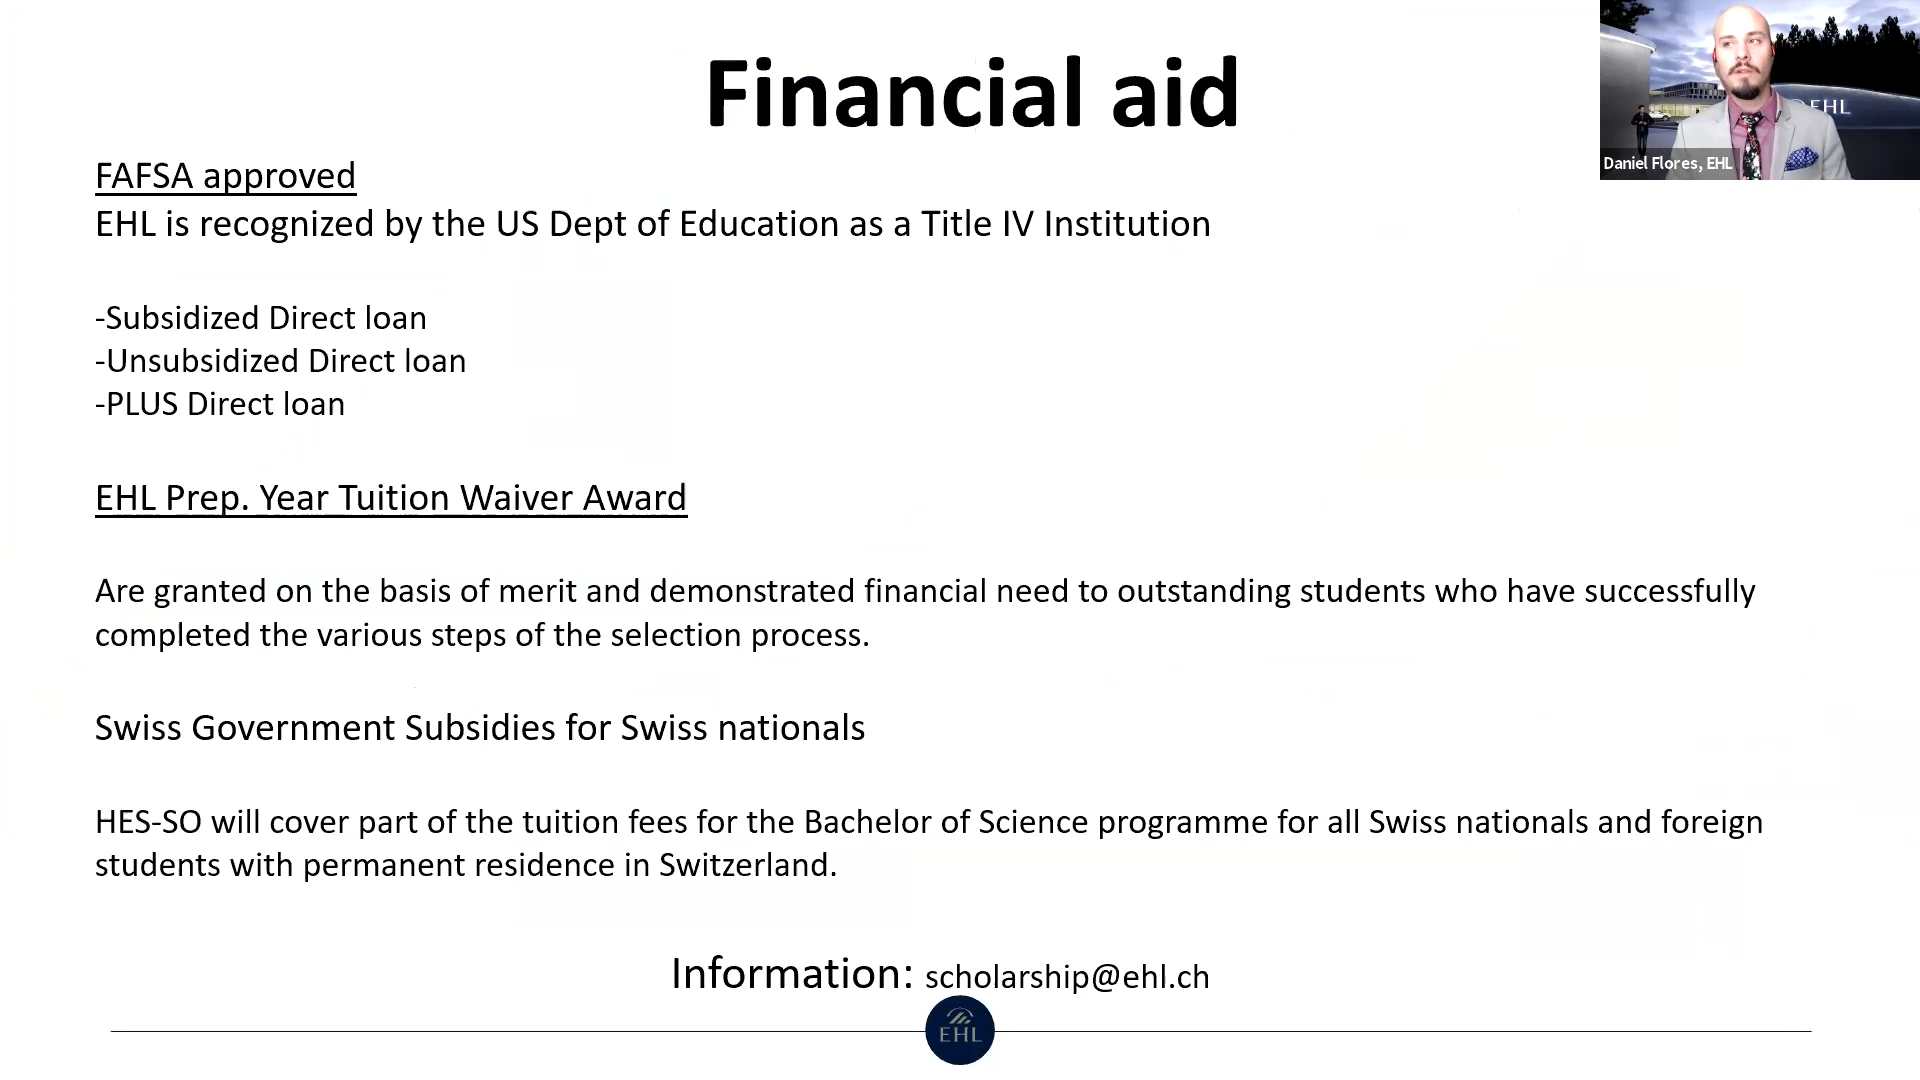 Financial aid
EHL
Daniel Flores, EHL
FAFSA approved
EHL is recognized by the US Dept of Education as a Title IV Institution
-Subsidized Direct loan
-Unsubsidized Direct loan
-PLUS Direct loan
EHL Prep. Year Tuition Waiver Award
Are granted on the basis of merit and demonstrated financial need to outstanding students who have successfully
completed the various steps of the selection process.
Swiss Government Subsidies for Swiss nationals
HES-SO will cover part of the tuition fees for the Bachelor of Science programme for all Swiss nationals and foreign
students with permanent residence in Switzerland.
Information: scholarship@ehl.ch
EHL